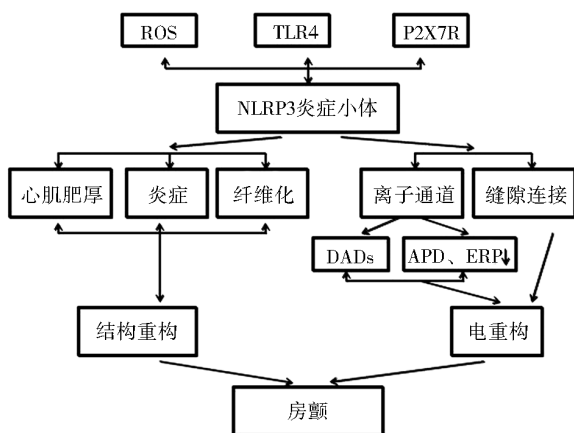 ROS
TLR4
P2X7R
NLRP3炎症小体
心肌肥厚
炎症
纤维化
离子通道
缝隙连接
DADs
APD、ERP↓
结构重构
电重构
房颤